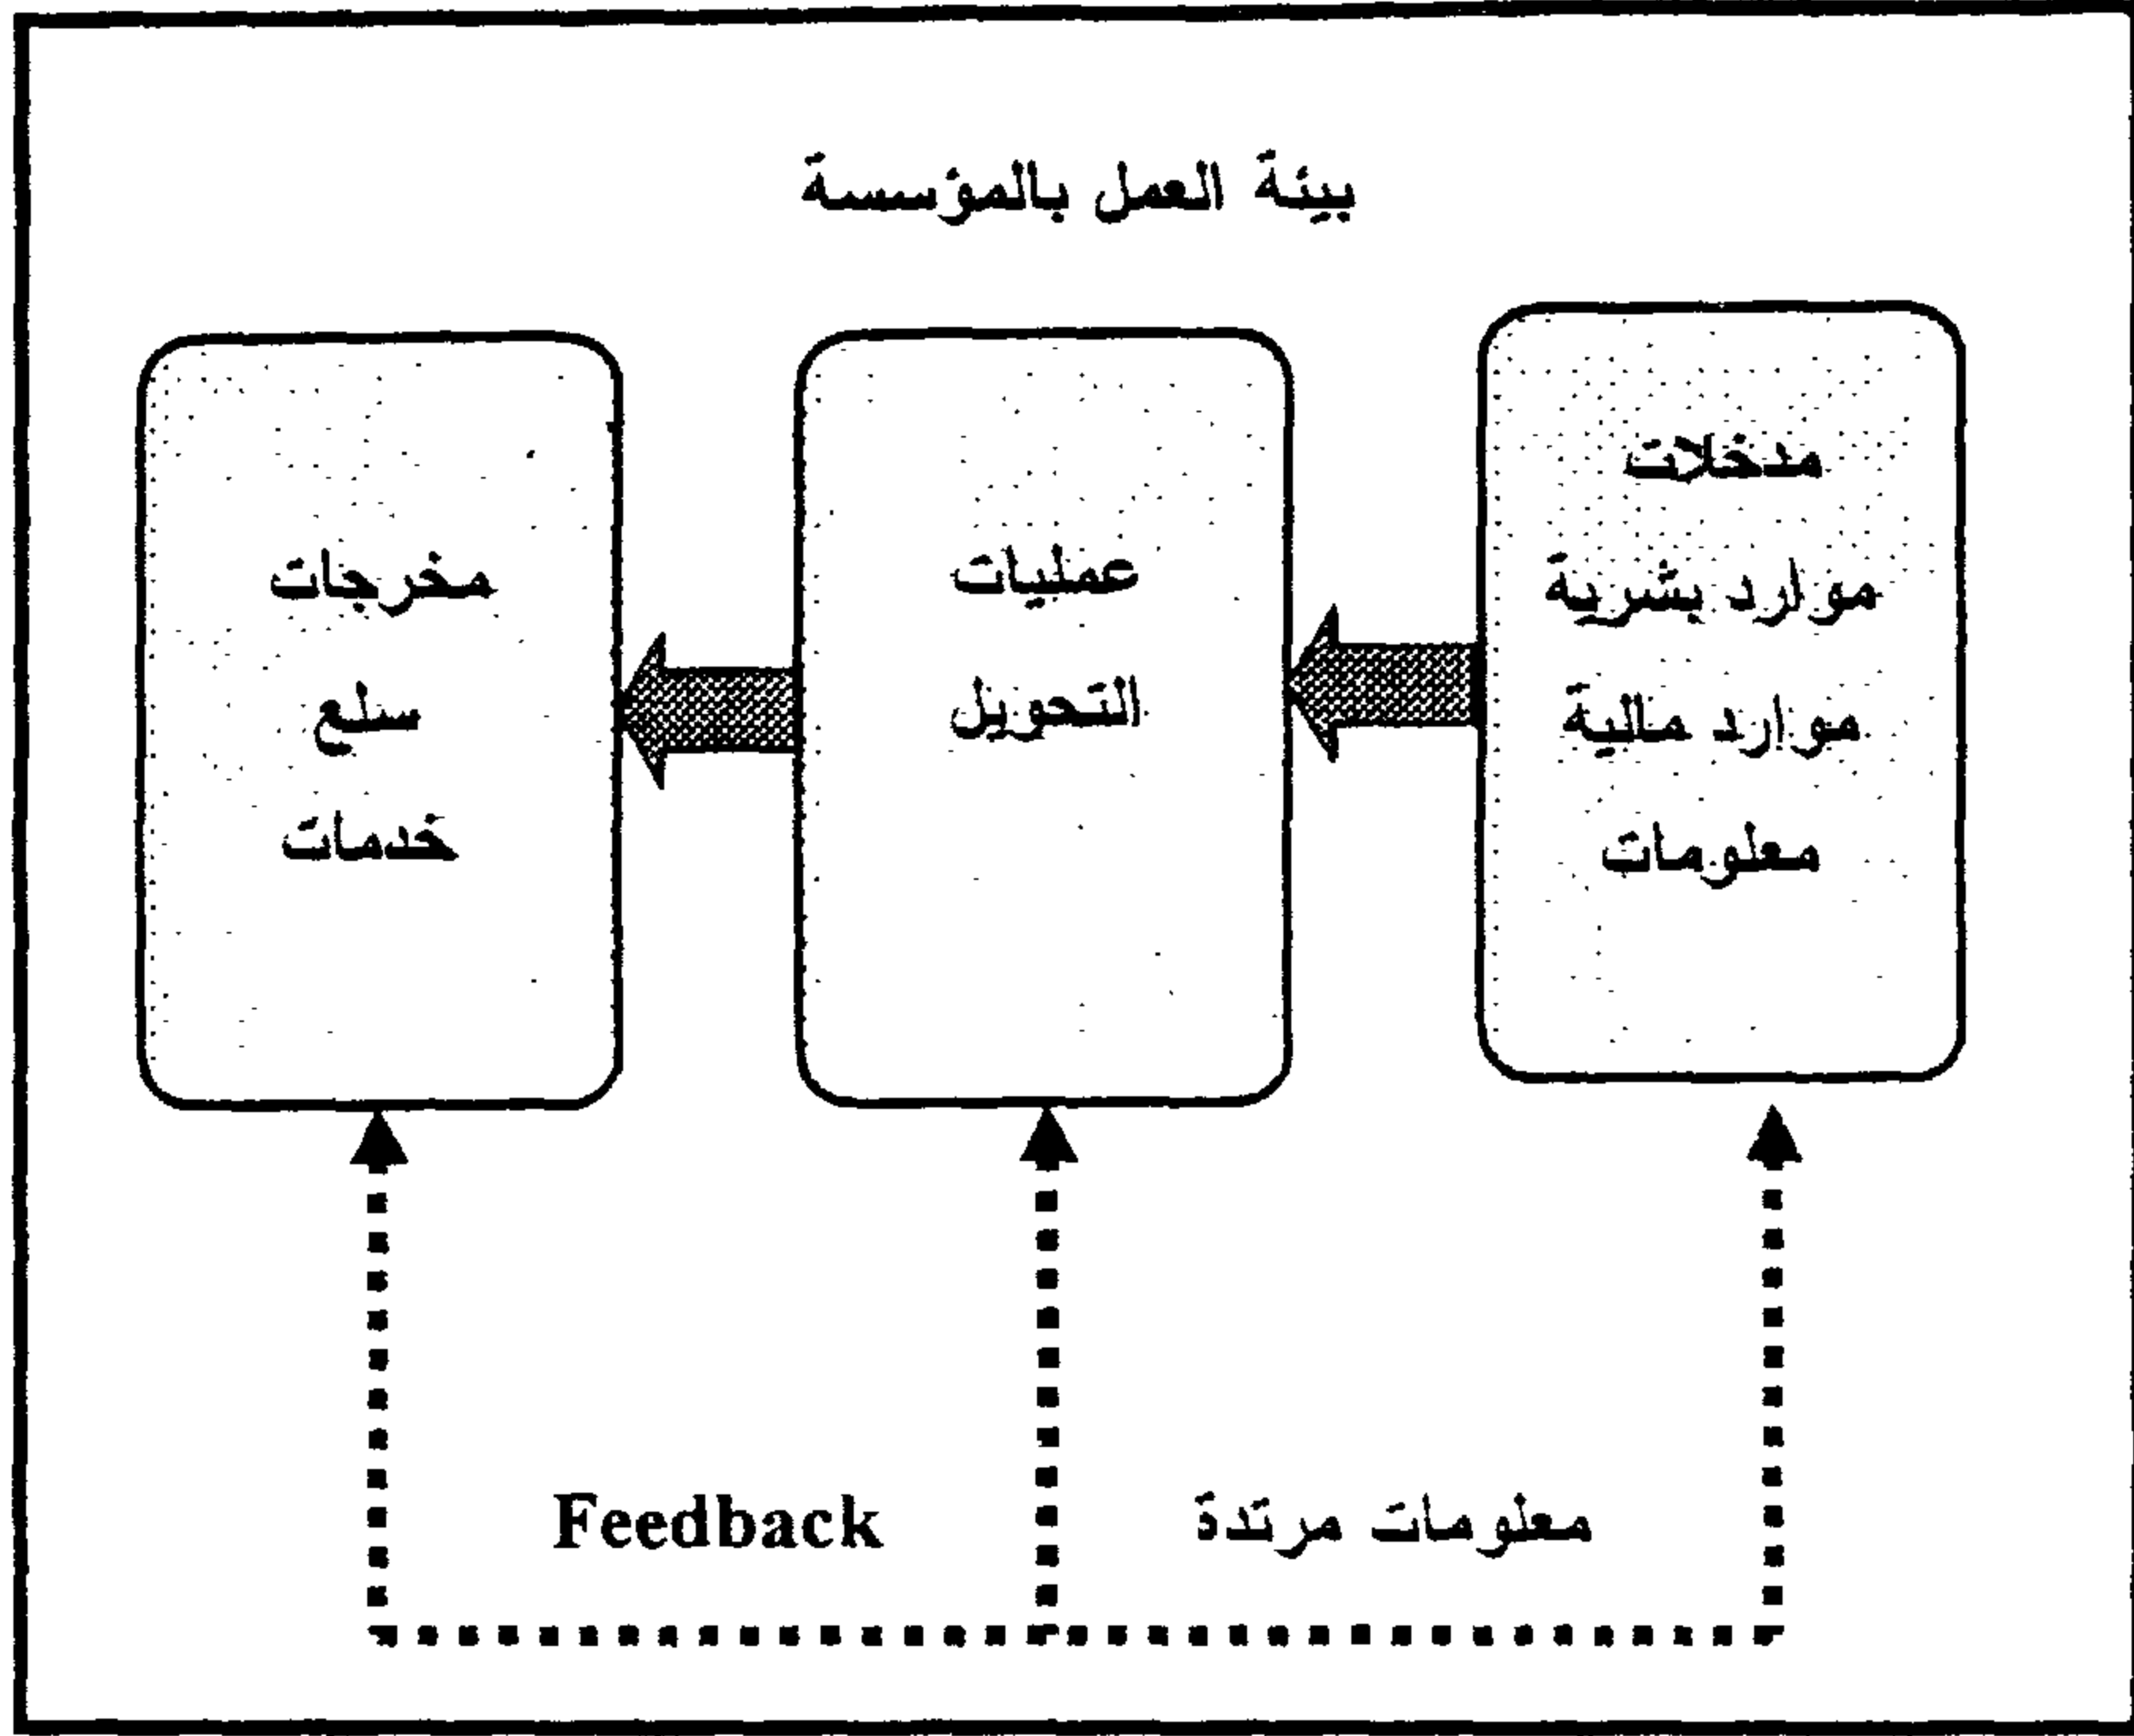 بيئة العمل بالمؤسسة
مدخلات
موارد بشرية
موارد مالية
معلومات
عمليات
التحويل
مخرجات
سلع
خدمات
معلومات مرتدة
Feedback